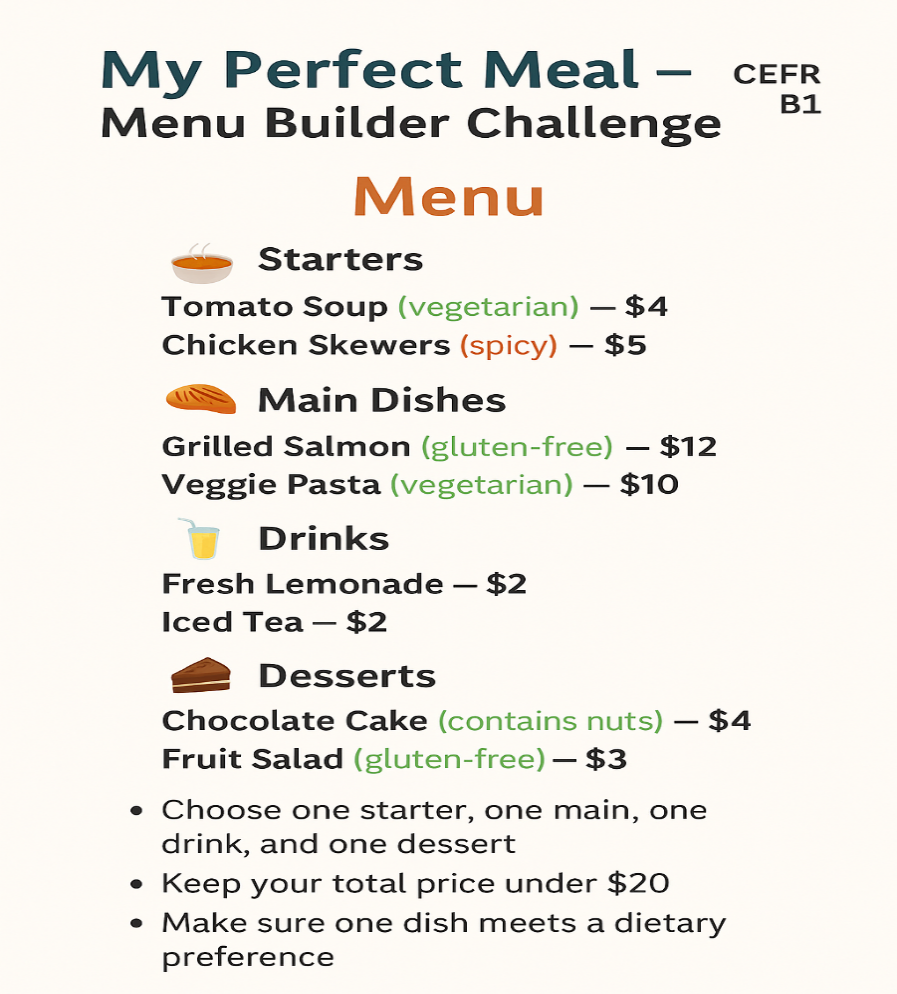 My Perfect Meal –
CEFR
B1
Menu Builder Challenge
Menu
Starters
Tomato Soup (vegetarian) — $4
Chicken Skewers (spicy) — $5
Main Dishes
Grilled Salmon (gluten-free) — $12
Veggie Pasta (vegetarian) — $10
Drinks
Fresh Lemonade — $2
Iced Tea — $2
Desserts
Chocolate Cake (contains nuts) — $4
Fruit Salad (gluten-free) — $3
• Choose one starter, one main, one
drink, and one dessert
• Keep your total price under $20
• Make sure one dish meets a dietary
preference